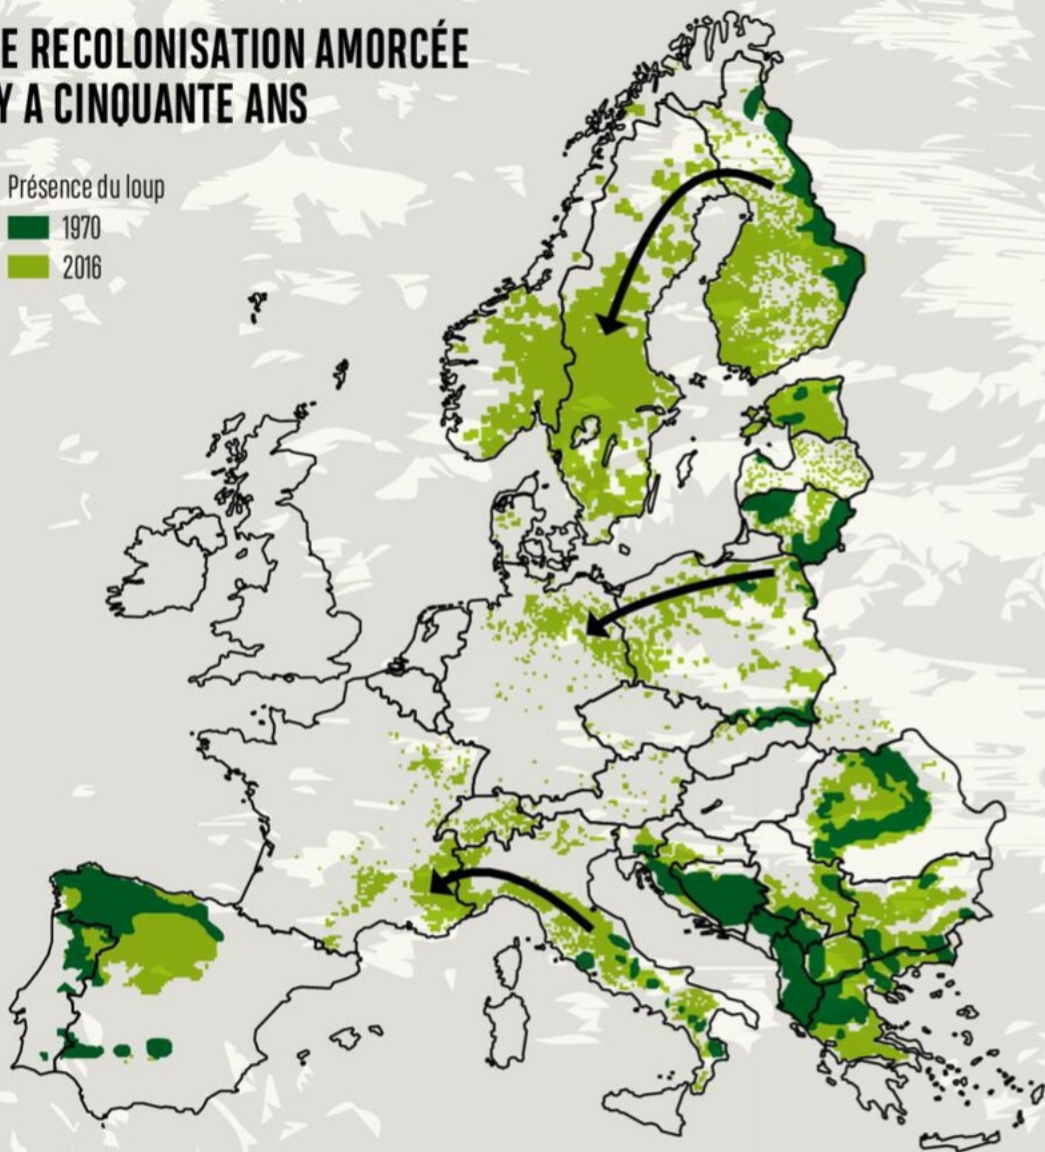 E RECOLONISATION AMORCÉE
Y A CINQUANTE ANS
Présence du loup
1970
2016